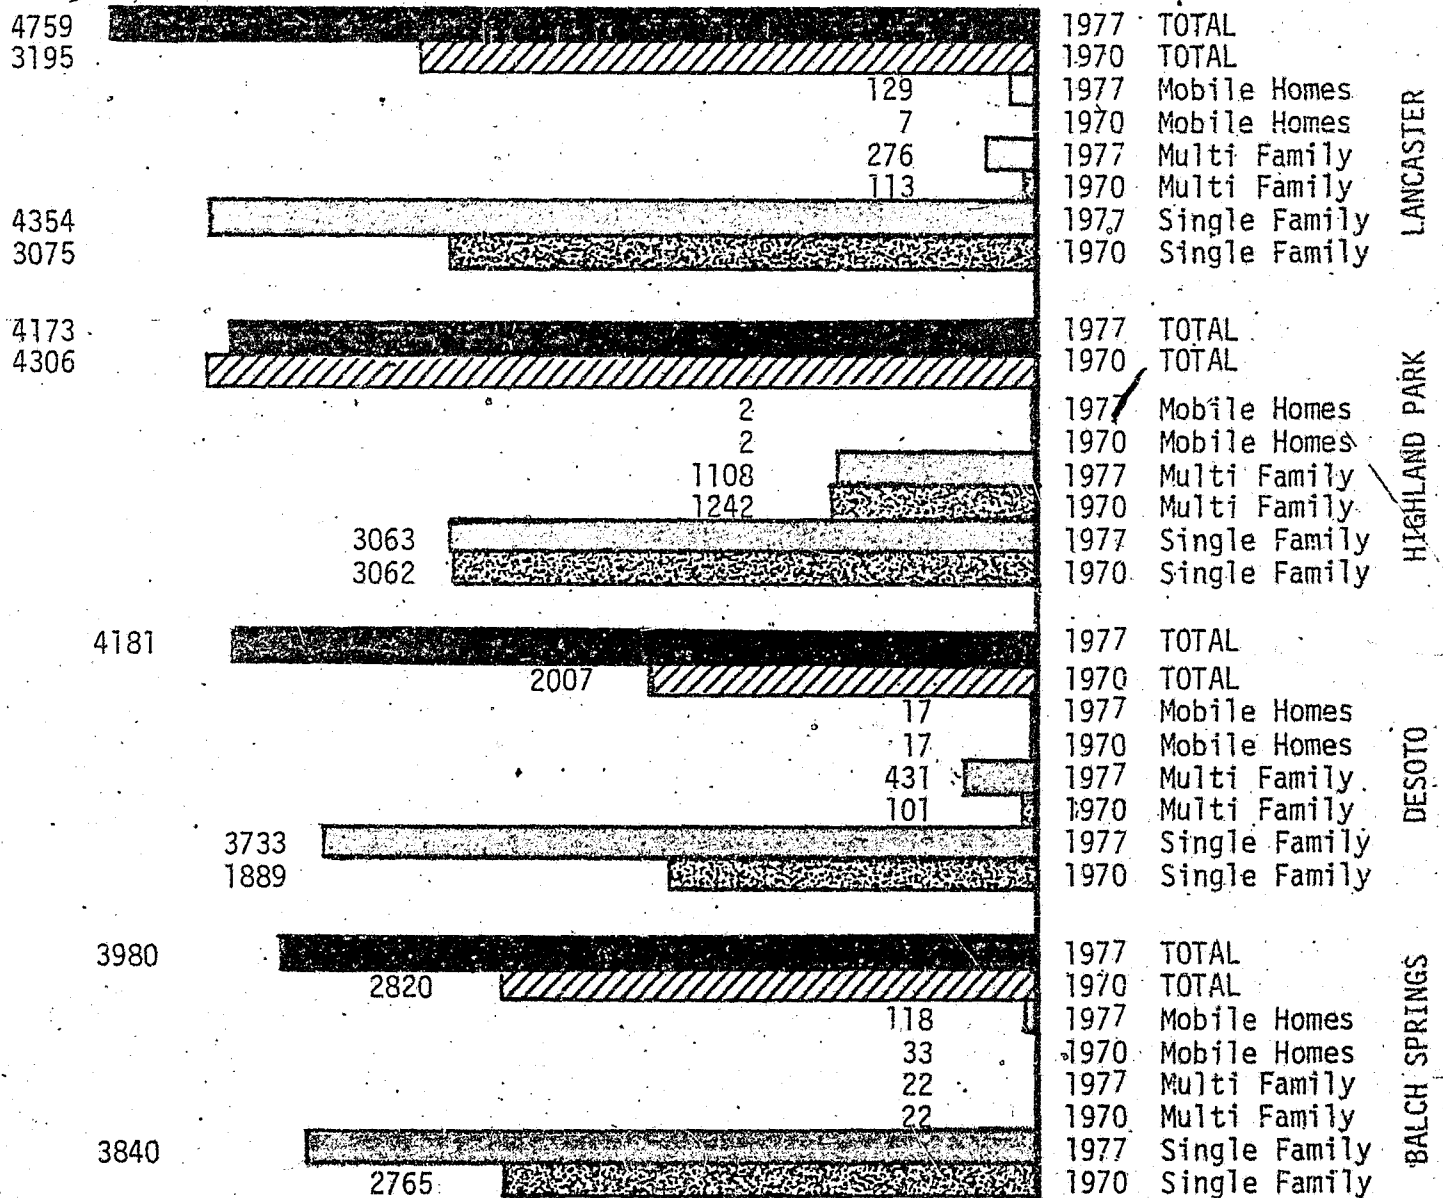 4759 1977 TOTAL
3195 1970 TOTAL
129 1977 Mobile Homes
7 1970 Mobile Homes
276 1977 Multi Family
113 1970 Multi Family
4354 1977 Single Family
3075 1970 Single Family
LANCASTER
4173 1977 TOTAL
4306 1970 TOTAL
2 1977 Mobile Homes
2 1970 Mobile Homes
1108 1977 Multi Family
1242 1970 Multi Family
3063 1977 Single Family
3062 1970 Single Family
HIGHLAND PARK
4181 1977 TOTAL
2007 1970 TOTAL
17 1977 Mobile Homes
17 1970 Mobile Homes
431 1977 Multi Family
101 1970 Multi Family
3733 1977 Single Family
1889 1970 Single Family
DESOTO
3980 1977 TOTAL
2820 1970 TOTAL
118 1977 Mobile Homes
33 1970 Mobile Homes
22 1977 Multi Family
22 1970 Multi Family
3840 1977 Single Family
2765 1970 Single Family
BALCH SPRINGS